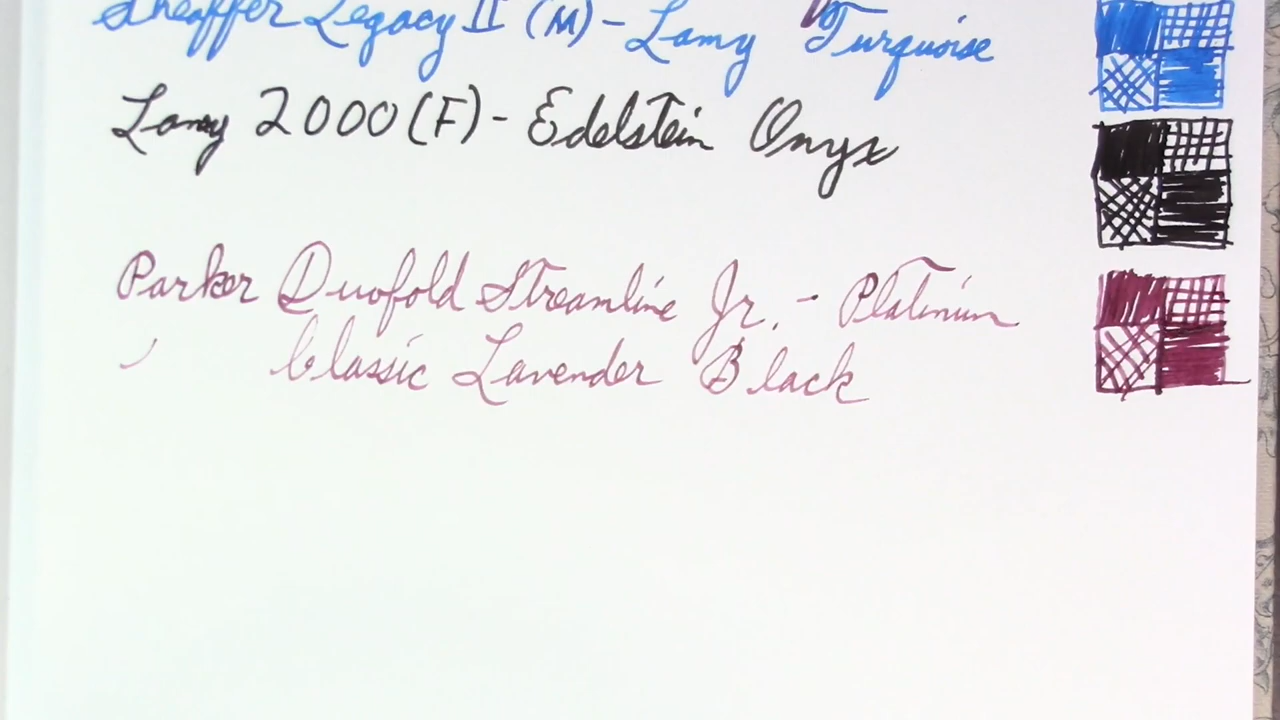 Sheaffer Legacy II (M) - Lamy Turquoise
Lamy 2000 (F) - Edelstein Onyx
Parker Duofold Streamline Jr. - Platinum
Classic Lavender Black